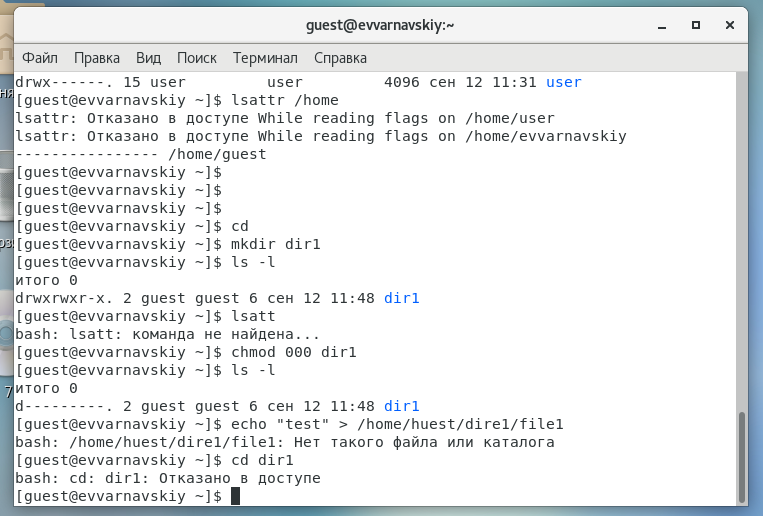 guest@evvarnavskiy:~
Файл Правка Вид Поиск Терминал Справка
drwx------. 15 user         user         4096 сен 12 11:31 user
[guest@evvarnavskiy ~]$ lsattr /home
lsattr: Отказано в доступе While reading flags on /home/user
lsattr: Отказано в доступе While reading flags on /home/evvarnavskiy
---------------- /home/guest
[guest@evvarnavskiy ~]$
[guest@evvarnavskiy ~]$
[guest@evvarnavskiy ~]$
[guest@evvarnavskiy ~]$ cd
[guest@evvarnavskiy ~]$ mkdir dir1
[guest@evvarnavskiy ~]$ ls -l
итого 0
drwxrwxr-x. 2 guest guest 6 сен 12 11:48 dir1
[guest@evvarnavskiy ~]$ lsatt
bash: lsatt: команда не найдена...
[guest@evvarnavskiy ~]$ chmod 000 dir1
[guest@evvarnavskiy ~]$ ls -l
итого 0
d---------. 2 guest guest 6 сен 12 11:48 dir1
[guest@evvarnavskiy ~]$ echo "test" > /home/huest/dire1/file1
bash: /home/huest/dire1/file1: Нет такого файла или каталога
[guest@evvarnavskiy ~]$ cd dir1
bash: cd: dir1: Отказано в доступе
[guest@evvarnavskiy ~]$